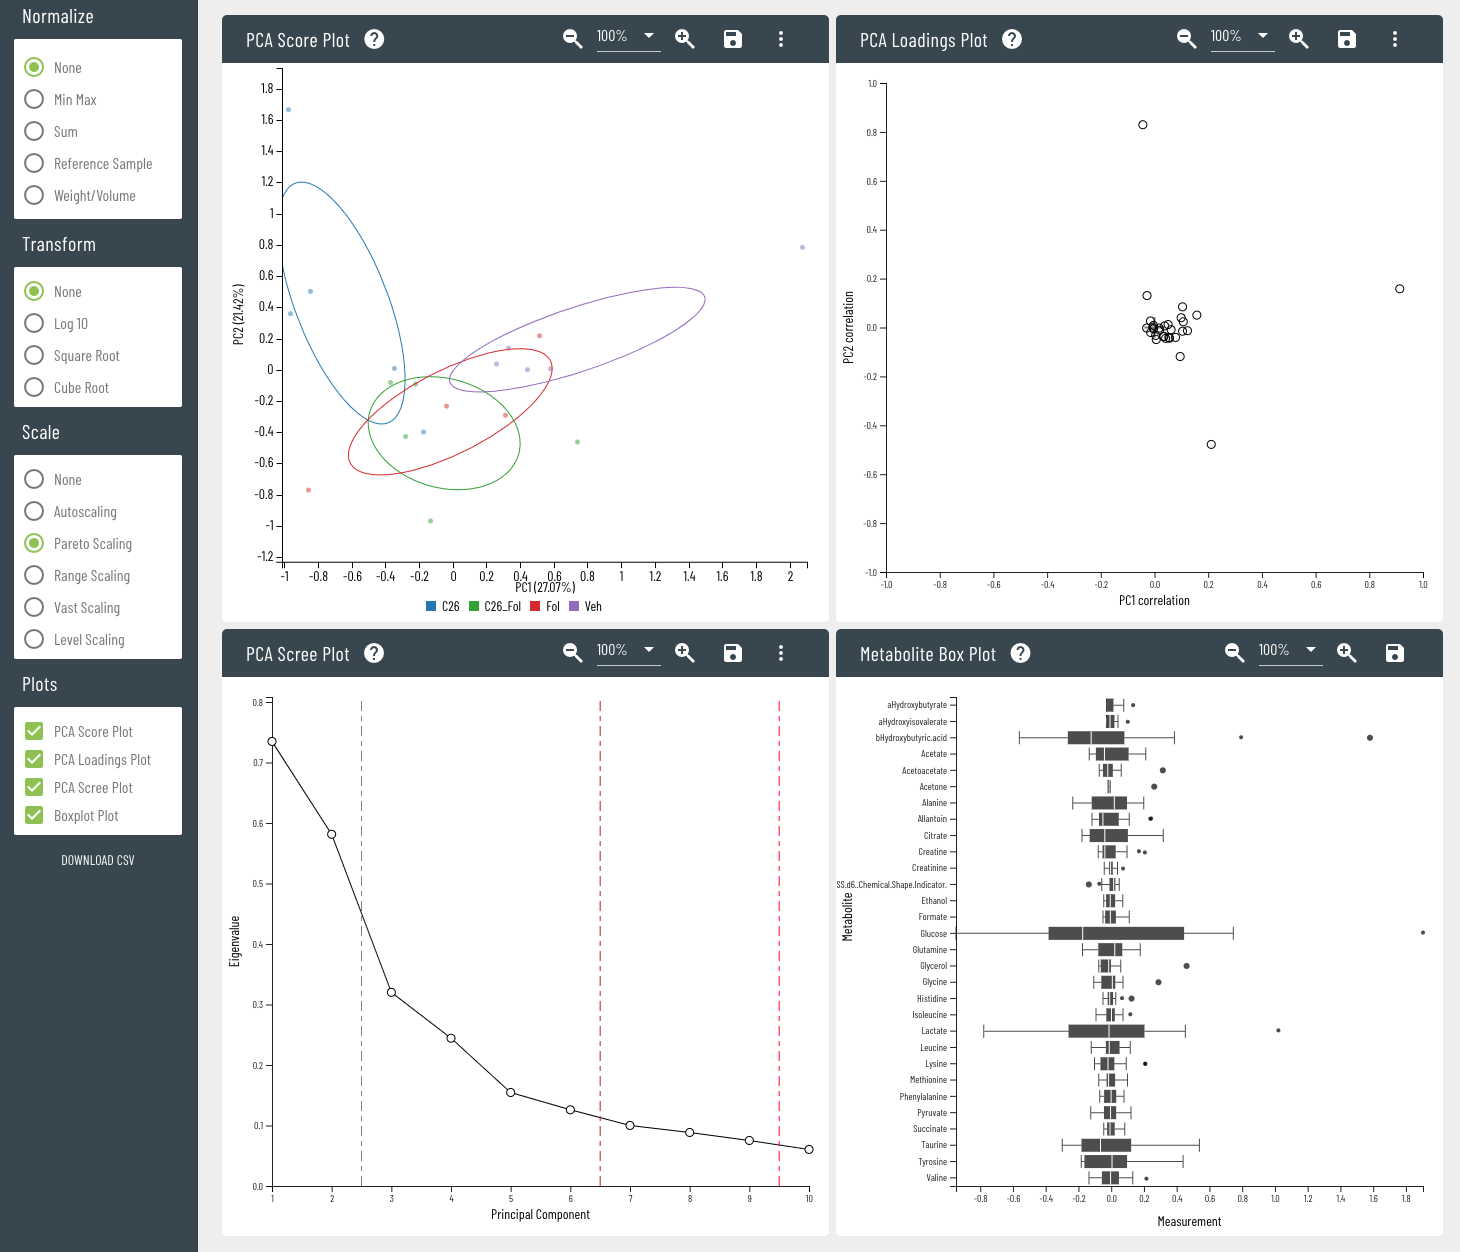 Normalize
None
Min Max
Sum
Reference Sample
Weight/Volume
Transform
None
Log 10
Square Root
Cube Root
Scale
None
Autoscaling
Pareto Scaling
Range Scaling
Vast Scaling
Level Scaling
Plots
PCA Score Plot
PCA Loadings Plot
PCA Scree Plot
Boxplot Plot
DOWNLOAD CSV
PCA Score Plot ? 100%
1.8
1.6
1.4
1.2
1
0.8
0.6
0.4
0.2
0
-0.2
-0.4
-0.6
-0.8
-1
-1.2
PC2 (21.42%)
-1 -0.8 -0.6 -0.4 -0.2 0 0.2 0.4 0.6 0.8 1 1.2 1.4 1.6 1.8 2
PC1 (27.07%)
C26 C26_Fol Fol Veh
PCA Loadings Plot ? 100%
1.0
0.8
0.6
0.4
0.2
0.0
-0.2
-0.4
-0.6
-0.8
-1.0
PC2 correlation
-1.0 -0.8 -0.6 -0.4 -0.2 0.0 0.2 0.4 0.6 0.8 1.0
PC1 correlation
PCA Scree Plot ? 100%
0.8
0.7
0.6
0.5
0.4
0.3
0.2
0.1
0.0
Eigenvalue
1 2 3 4 5 6 7 8 9 10
Principal Component
Metabolite Box Plot ? 100%
aHydroxybutyrate
aHydroxyisovalerate
bHydroxybutyric.acid
Acetate
Acetoacetate
Acetone
Alanine
Allantoin
Citrate
Creatine
Creatinine
SS.d6..Chemical.Shape.Indicator.
Ethanol
Formate
Glucose
Glutamine
Glycerol
Glycine
Histidine
Isoleucine
Lactate
Leucine
Lysine
Methionine
Phenylalanine
Pyruvate
Succinate
Taurine
Tyrosine
Valine
Metabolite
-0.8 -0.6 -0.4 -0.2 0.0 0.2 0.4 0.6 0.8 1.0 1.2 1.4 1.6 1.8
Measurement